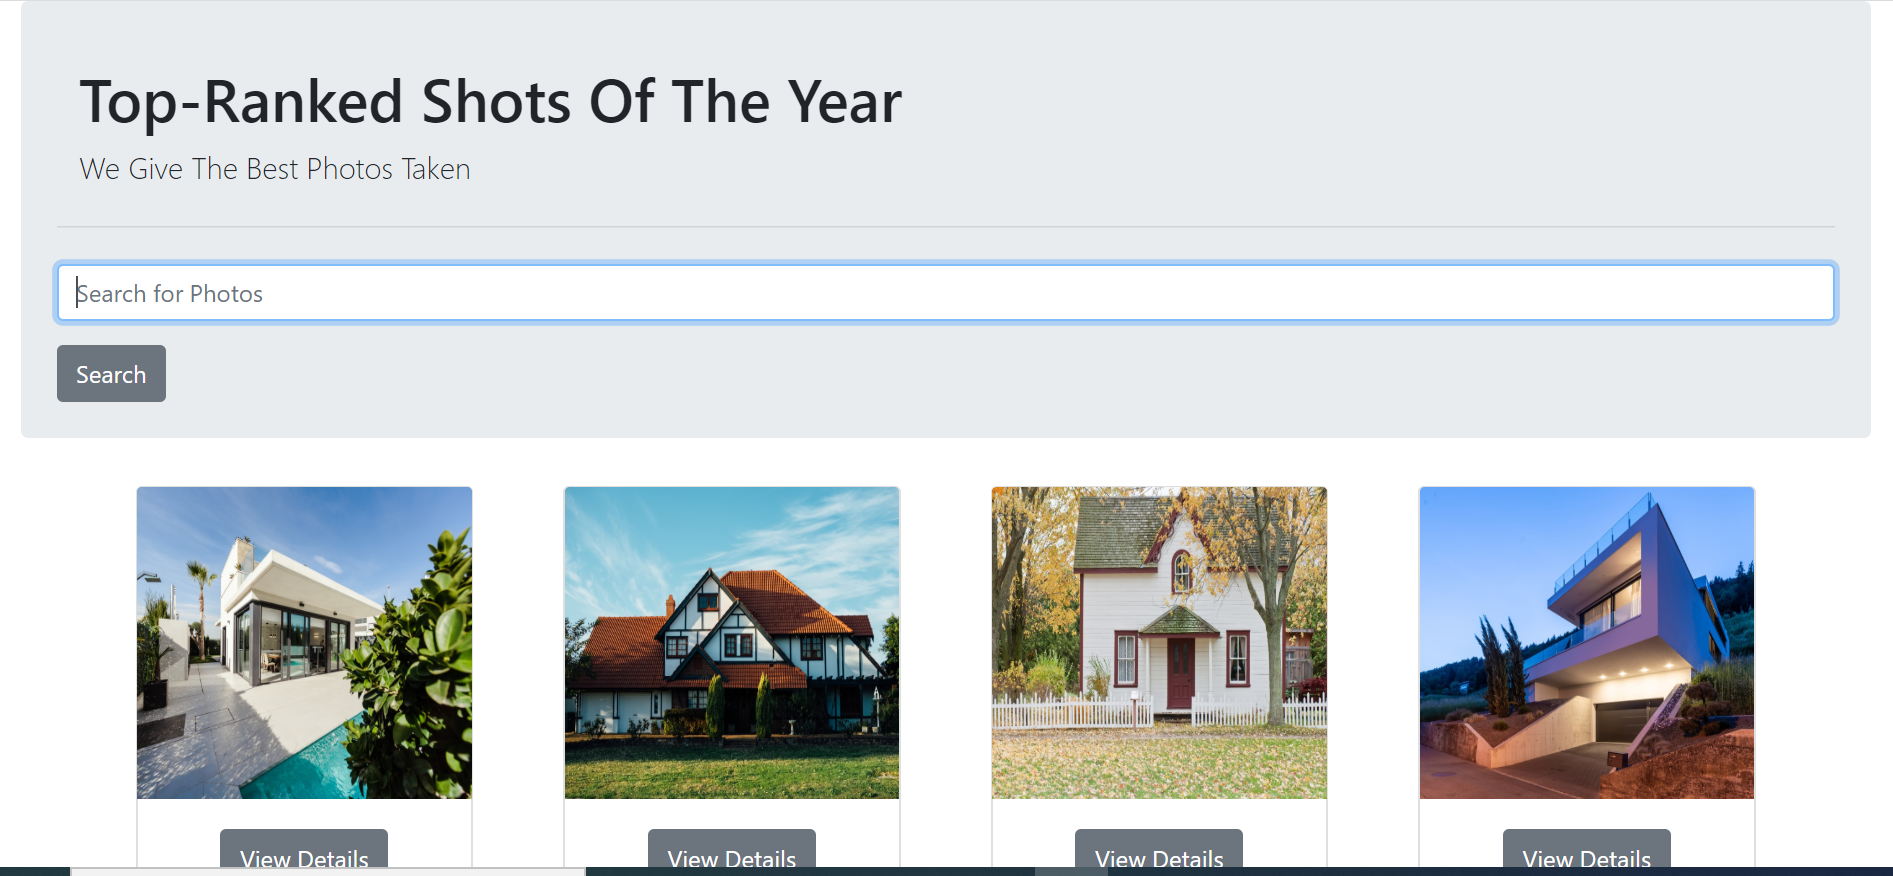 Top-Ranked Shots Of The Year
We Give The Best Photos Taken
Search for Photos
Search
View Details View Details View Details View Details